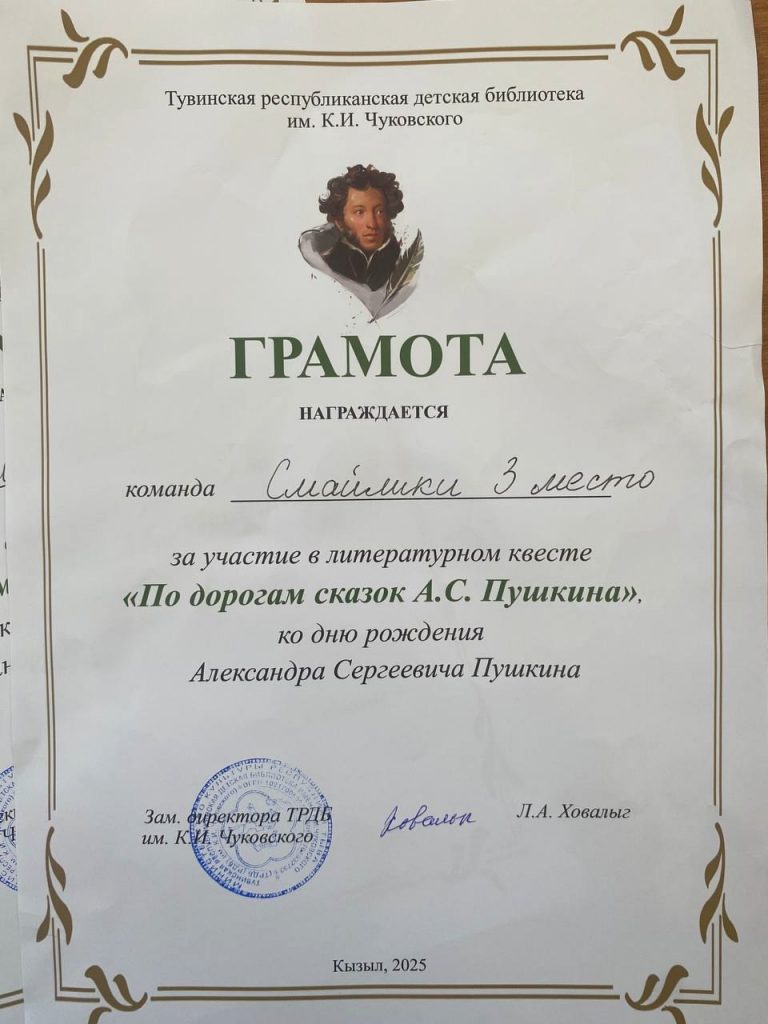 Тувинская республиканская детская библиотека
им. К.И. Чуковского
ГРАМОТА
НАГРАЖДАЕТСЯ
команда Смайлики 3 место
за участие в литературном квесте
«По дорогам сказок А.С. Пушкина»,
ко дню рождения
Александра Сергеевича Пушкина
Зам. директора ТРДБ
им. К.И. Чуковского
Ховалыг
Л.А. Ховалыг
Кызыл, 2025